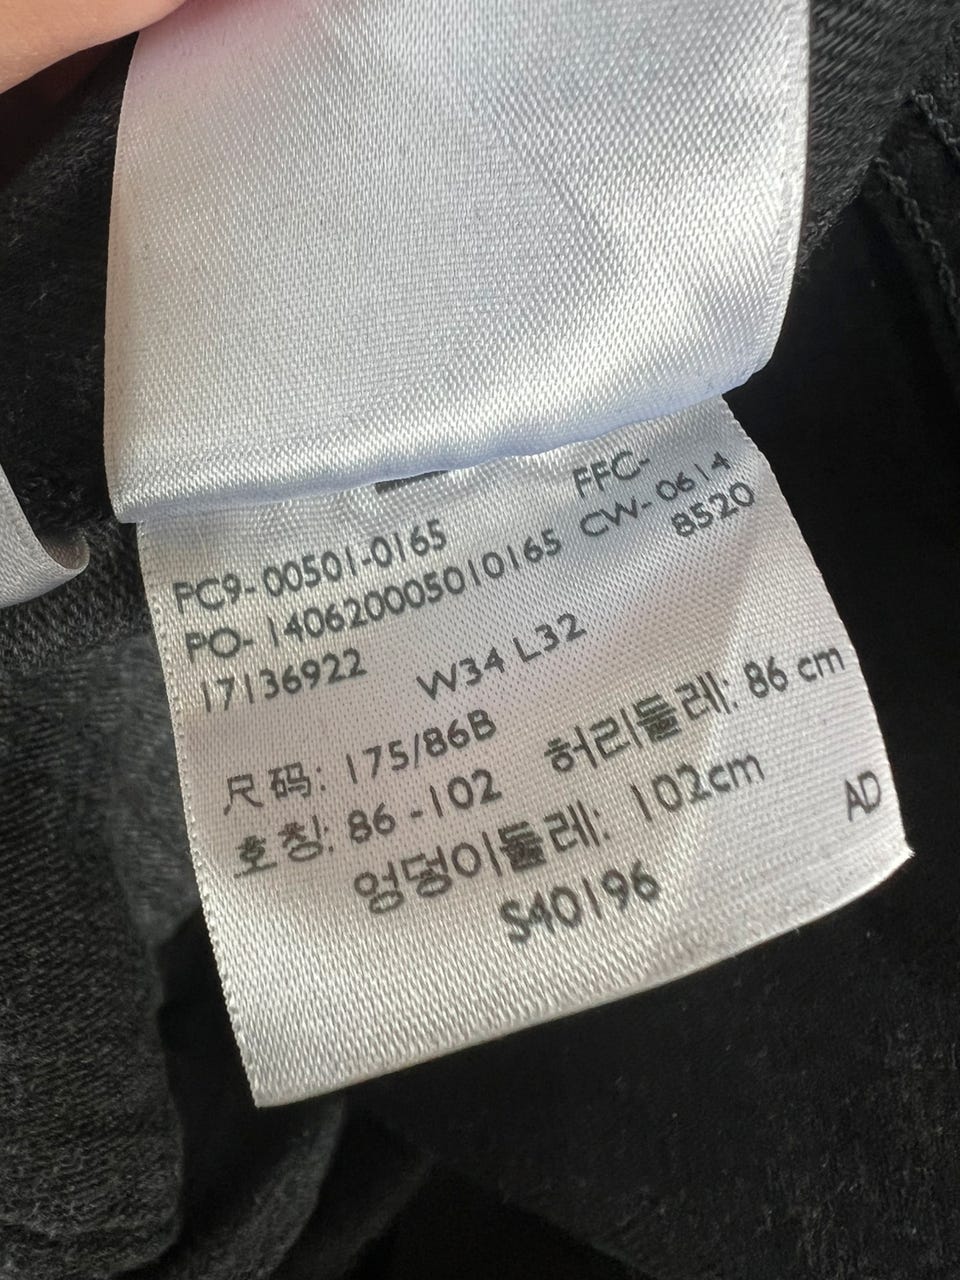 PC9- 00501-0165 FFC-
PO- 140620005010165 CW- 0614
17136922 8520
W34 L32
尺码: 175/86B
호칭: 86 -102 허리둘레: 86 cm
엉덩이둘레: 102cm
S40196 AD